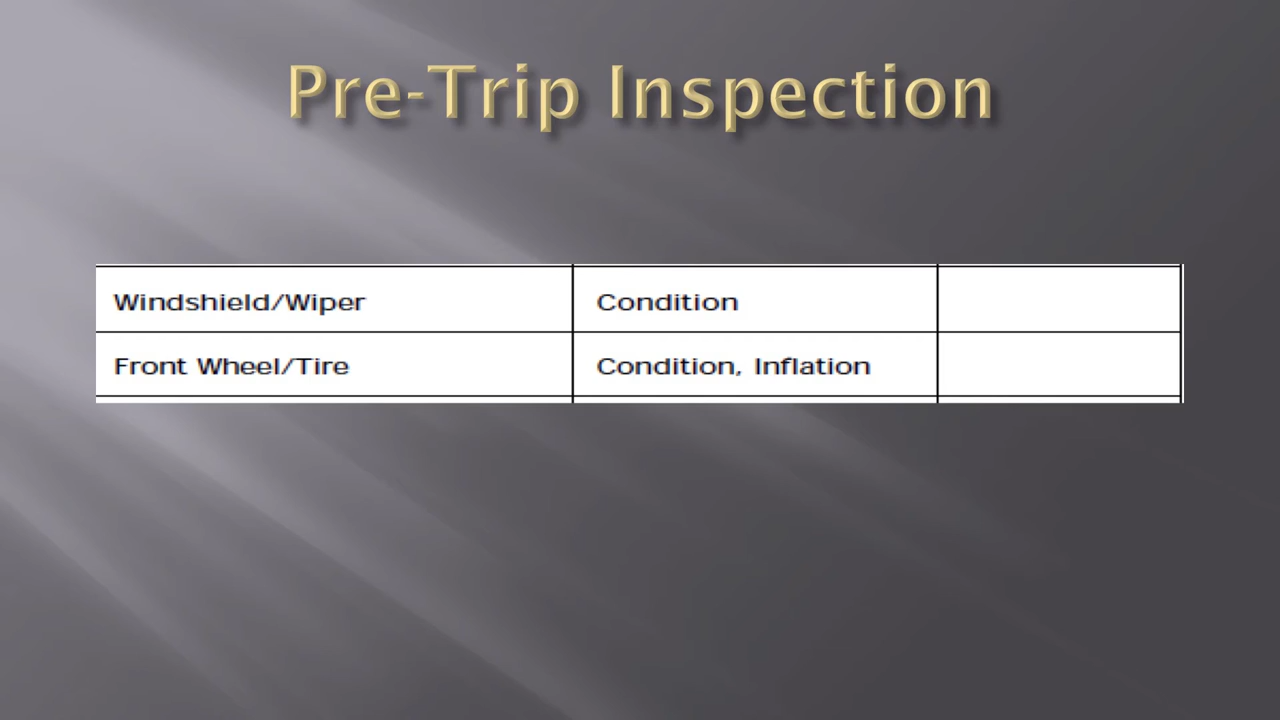 Pre-Trip Inspection
Windshield/Wiper Condition
Front Wheel/Tire Condition, Inflation